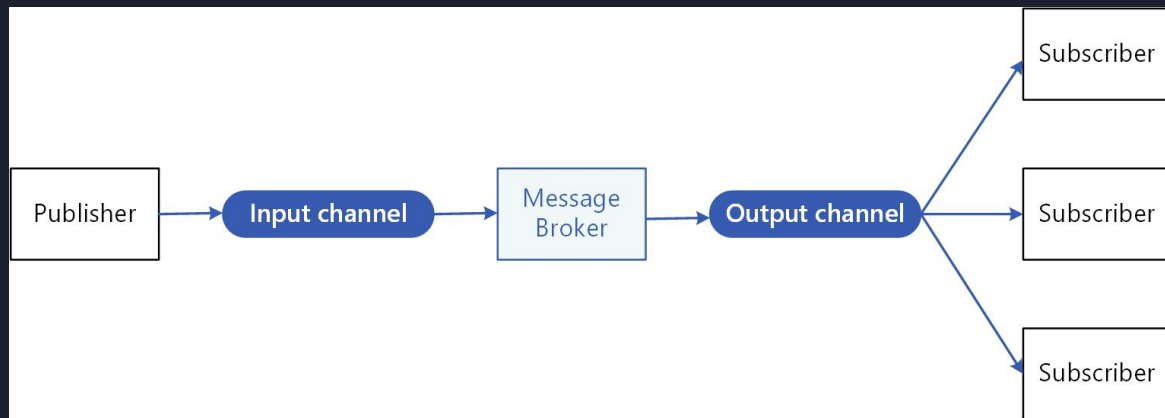 Subscriber
Publisher
Input channel
Message
Broker
Output channel
Subscriber
Subscriber